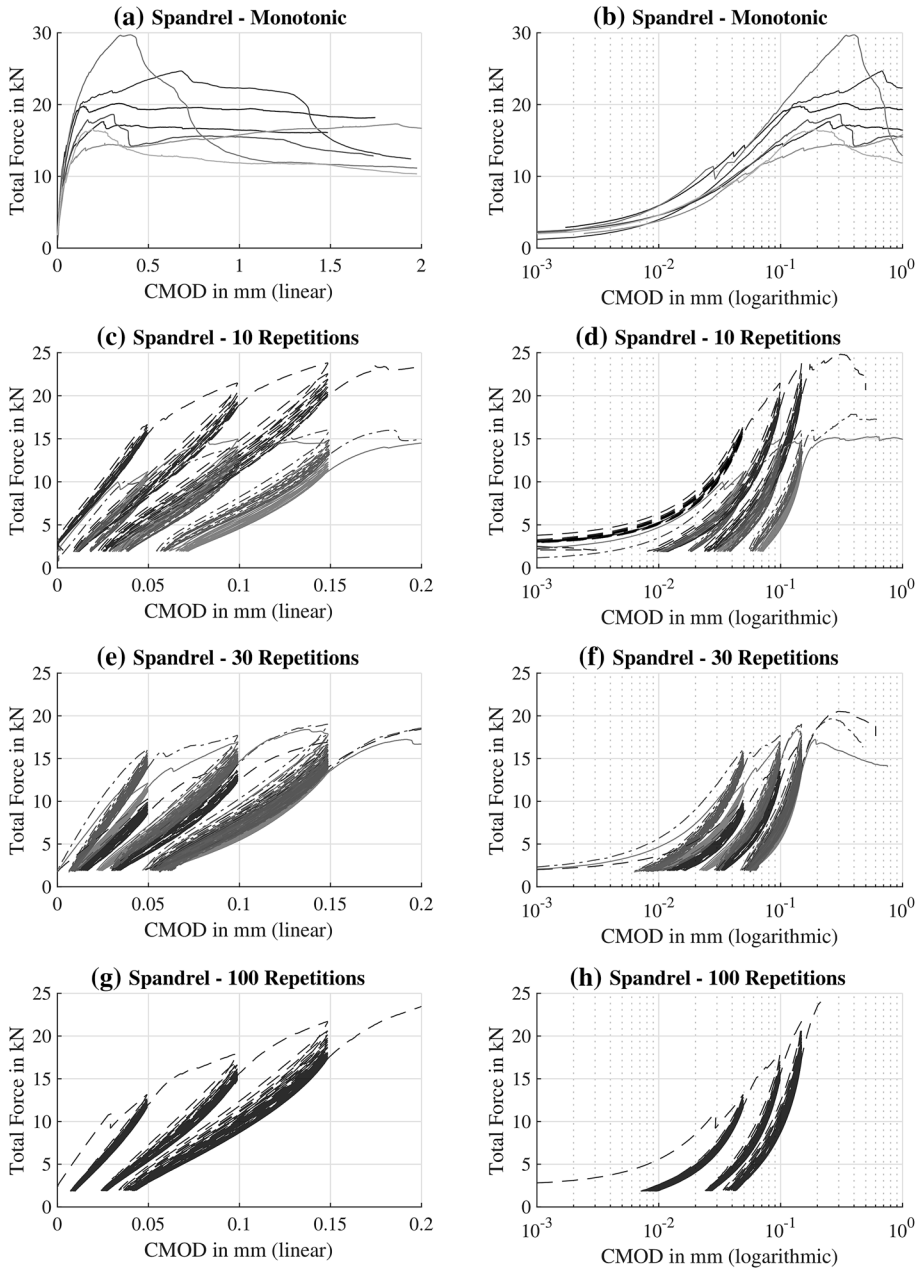 (a) Spandrel - Monotonic
Total Force in kN
30
20
10
0
0 0.5 1 1.5 2
CMOD in mm (linear)
(b) Spandrel - Monotonic
Total Force in kN
30
20
10
0
10-3 10-2 10-1 100
CMOD in mm (logarithmic)
(c) Spandrel - 10 Repetitions
Total Force in kN
25
20
15
10
5
0
0 0.05 0.1 0.15 0.2
CMOD in mm (linear)
(d) Spandrel - 10 Repetitions
Total Force in kN
25
20
15
10
5
0
10-3 10-2 10-1 100
CMOD in mm (logarithmic)
(e) Spandrel - 30 Repetitions
Total Force in kN
25
20
15
10
5
0
0 0.05 0.1 0.15 0.2
CMOD in mm (linear)
(f) Spandrel - 30 Repetitions
Total Force in kN
25
20
15
10
5
0
10-3 10-2 10-1 100
CMOD in mm (logarithmic)
(g) Spandrel - 100 Repetitions
Total Force in kN
25
20
15
10
5
0
0 0.05 0.1 0.15 0.2
CMOD in mm (linear)
(h) Spandrel - 100 Repetitions
Total Force in kN
25
20
15
10
5
0
10-3 10-2 10-1 100
CMOD in mm (logarithmic)